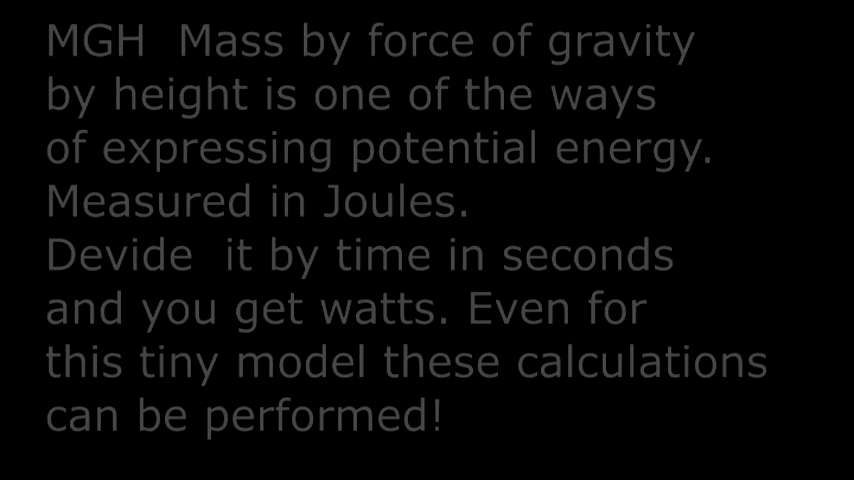 MGH  Mass by force of gravity
by height is one of the ways
of expressing potential energy.
Measured in Joules.
Devide  it by time in seconds
and you get watts. Even for
this tiny model these calculations
can be performed!